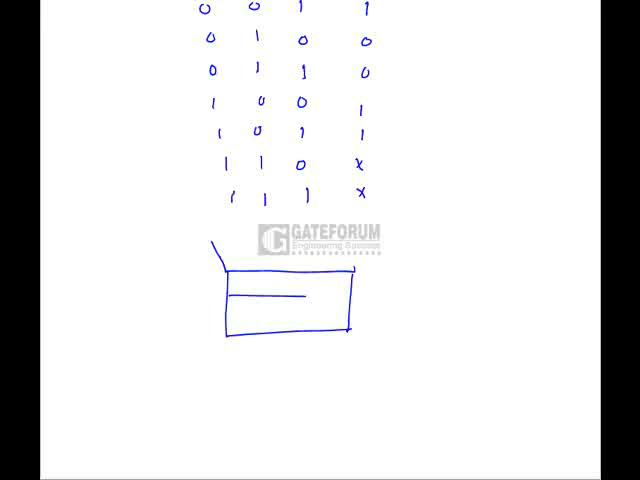 0 0 1 1
0 1 0 0
0 1 1 0
1 0 0 1
1 0 1 1
1 1 0 x
1 1 1 x
GATEFORUM
Engineering Success